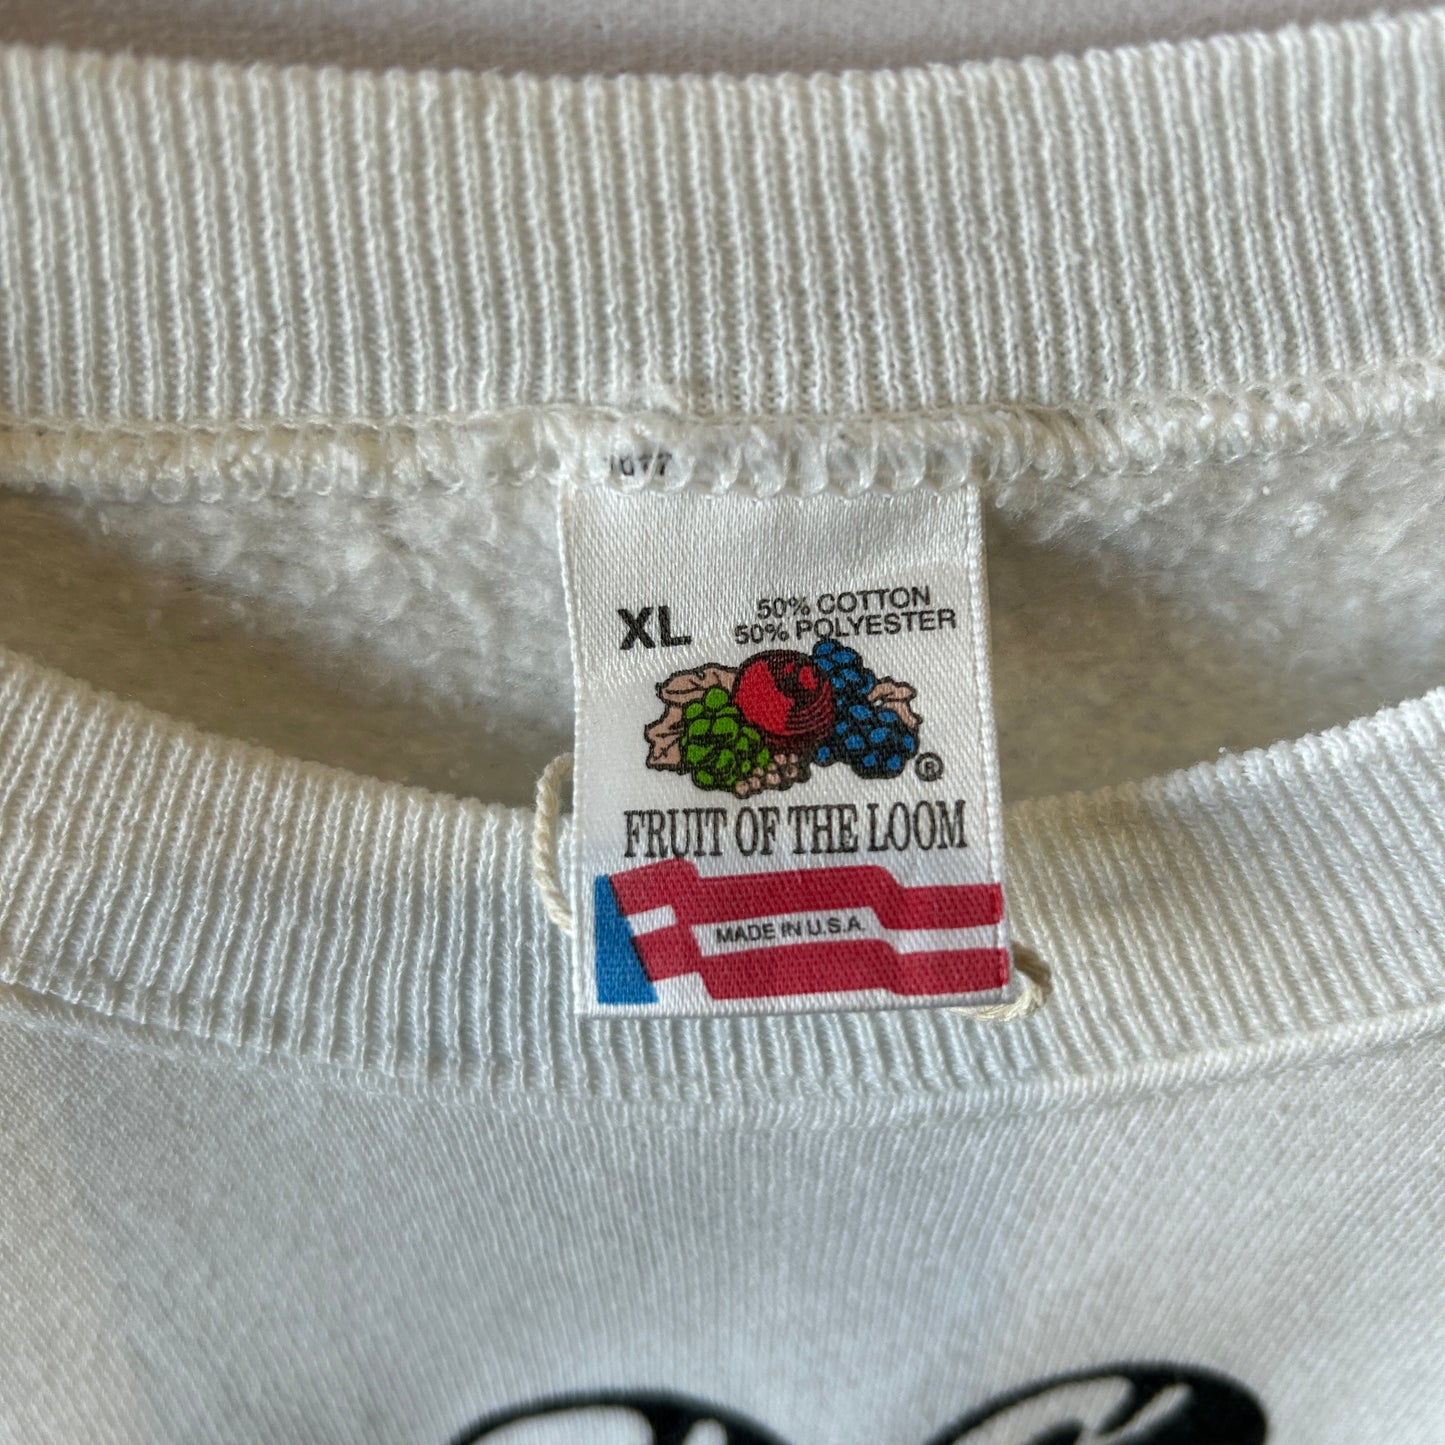 XL
50% COTTON
50% POLYESTER
®
FRUIT OF THE LOOM
MADE IN U.S.A.